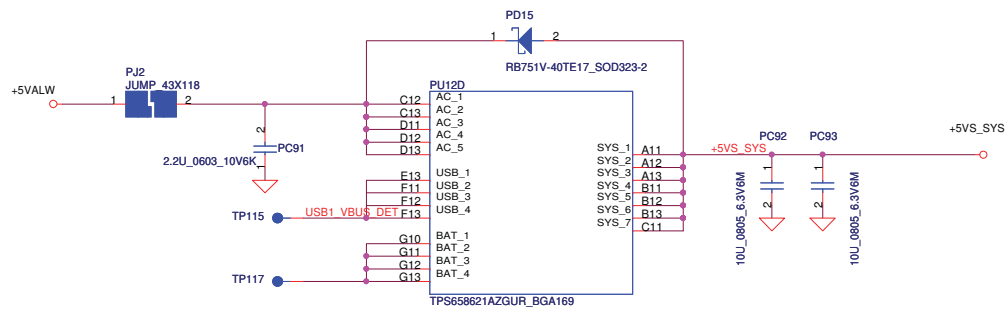 PD15
1
2
RB751V-40TE17_SOD323-2
+5VALW
PJ2
JUMP_43X118
1
2
2
PC91
1
2.2U_0603_10V6K
PU12D
C12 AC_1
C13 AC_2
D11 AC_3
D12 AC_4
D13 AC_5
E13 USB_1
F11 USB_2
F12 USB_3
F13 USB_4
TP115
USB1_VBUS_DET
G10 BAT_1
G11 BAT_2
G12 BAT_3
G13 BAT_4
TP117
SYS_1 A11
SYS_2 A12
SYS_3 A13
SYS_4 B11
SYS_5 B12
SYS_6 B13
SYS_7 C11
TPS658621AZGUR_BGA169
+5VS_SYS
PC92
1
2
10U_0805_6.3V6M
PC93
1
2
10U_0805_6.3V6M
+5VS_SYS